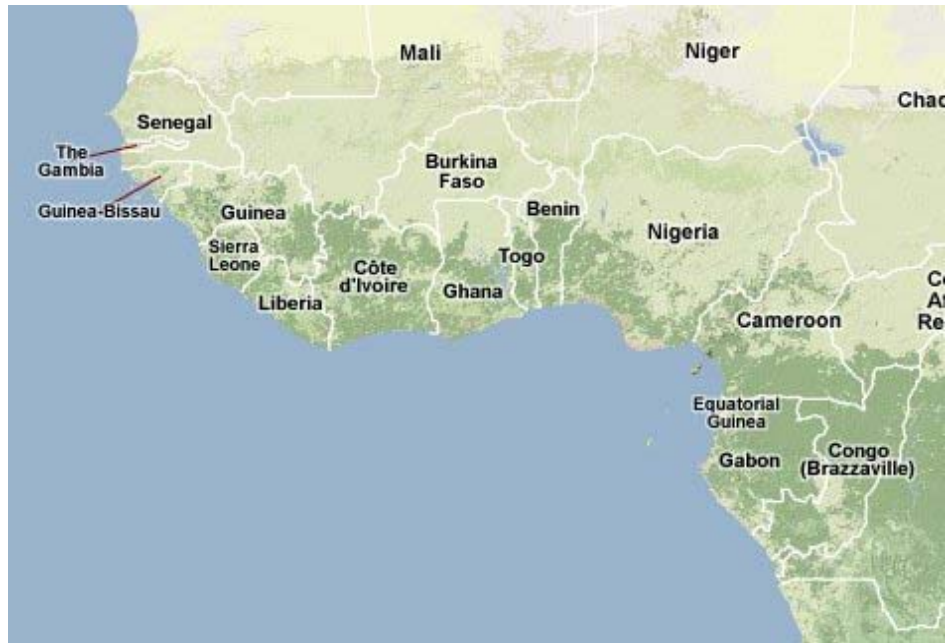 Mali
Niger
Chad
Senegal
The
Gambia
Burkina
Faso
Guinea-Bissau
Guinea
Benin
Nigeria
Sierra
Leone
Togo
Côte
d'Ivoire
Ghana
Liberia
Cameroon
Equatorial
Guinea
Gabon
Congo
(Brazzaville)